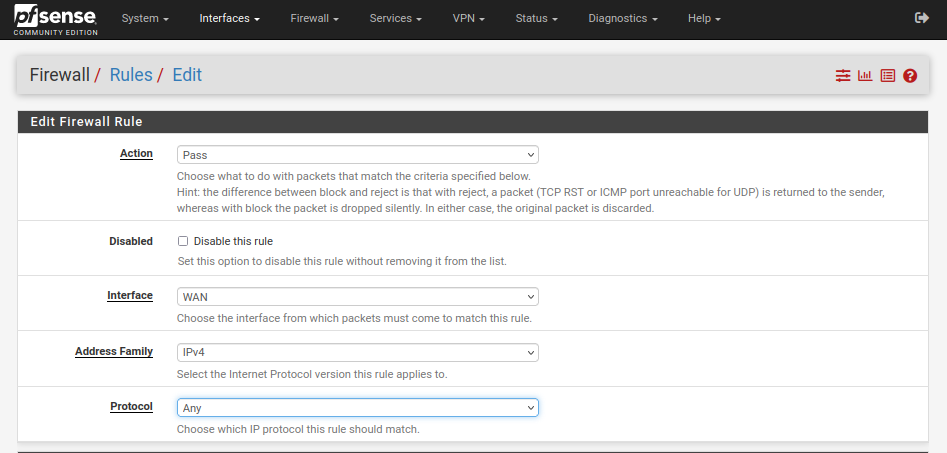 pfsense
COMMUNITY EDITION
System Interfaces Firewall Services VPN Status Diagnostics Help
Firewall / Rules / Edit
Edit Firewall Rule
Action Pass
Choose what to do with packets that match the criteria specified below.
Hint: the difference between block and reject is that with reject, a packet (TCP RST or ICMP port unreachable for UDP) is returned to the sender,
whereas with block the packet is dropped silently. In either case, the original packet is discarded.
Disabled Disable this rule
Set this option to disable this rule without removing it from the list.
Interface WAN
Choose the interface from which packets must come to match this rule.
Address Family IPv4
Select the Internet Protocol version this rule applies to.
Protocol Any
Choose which IP protocol this rule should match.